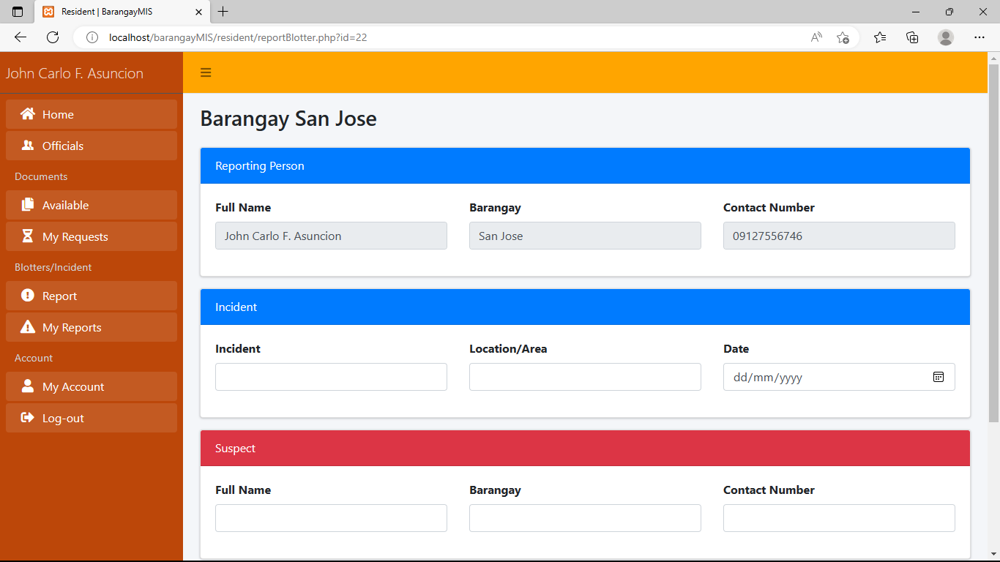 Resident | BarangayMIS
localhost/barangayMIS/resident/reportBlotter.php?id=22
John Carlo F. Asuncion
Home
Officials
Documents
Available
My Requests
Blotters/Incident
Report
My Reports
Account
My Account
Log-out
Barangay San Jose
Reporting Person
Full Name Barangay Contact Number
John Carlo F. Asuncion San Jose 09127556746
Incident
Incident Location/Area Date
dd/mm/yyyy
Suspect
Full Name Barangay Contact Number